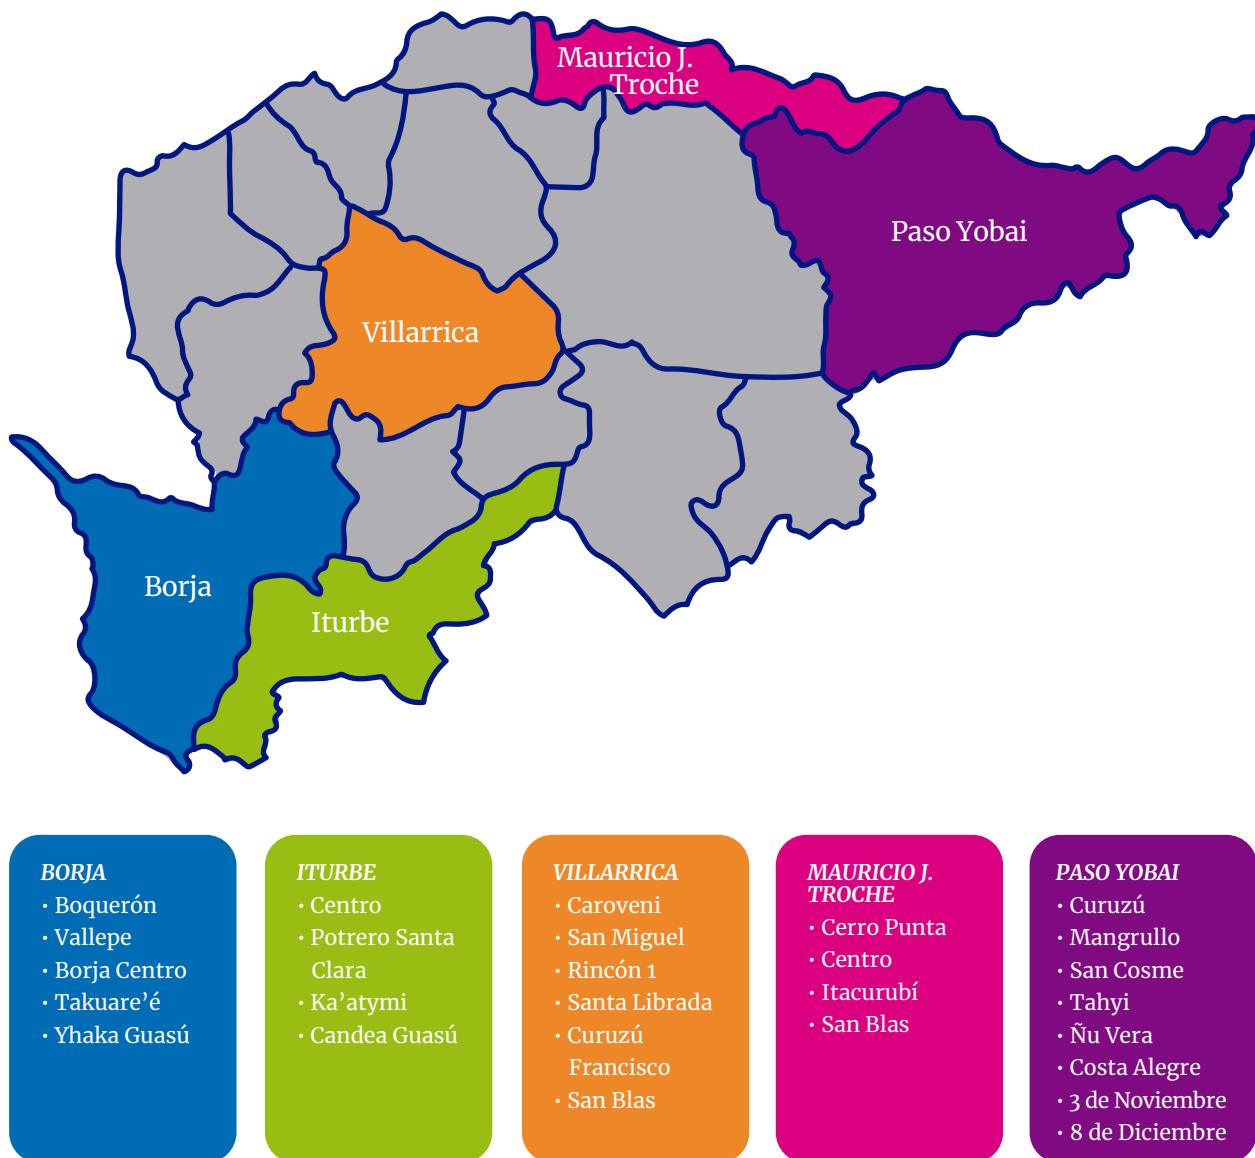 Mauricio J.
Troche
Paso Yobai
Villarrica
Borja
Iturbe
BORJA
· Boquerón
· Vallepe
· Borja Centro
· Takuare’é
· Yhaka Guasú
ITURBE
· Centro
· Potrero Santa
Clara
· Ka’atymi
· Candea Guasú
VILLARRICA
· Caroveni
· San Miguel
· Rincón 1
· Santa Librada
· Curuzú
Francisco
· San Blas
MAURICIO J.
TROCHE
· Cerro Punta
· Centro
· Itacurubí
· San Blas
PASO YOBAI
· Curuzú
· Mangrullo
· San Cosme
· Tahyi
· Ñu Vera
· Costa Alegre
· 3 de Noviembre
· 8 de Diciembre